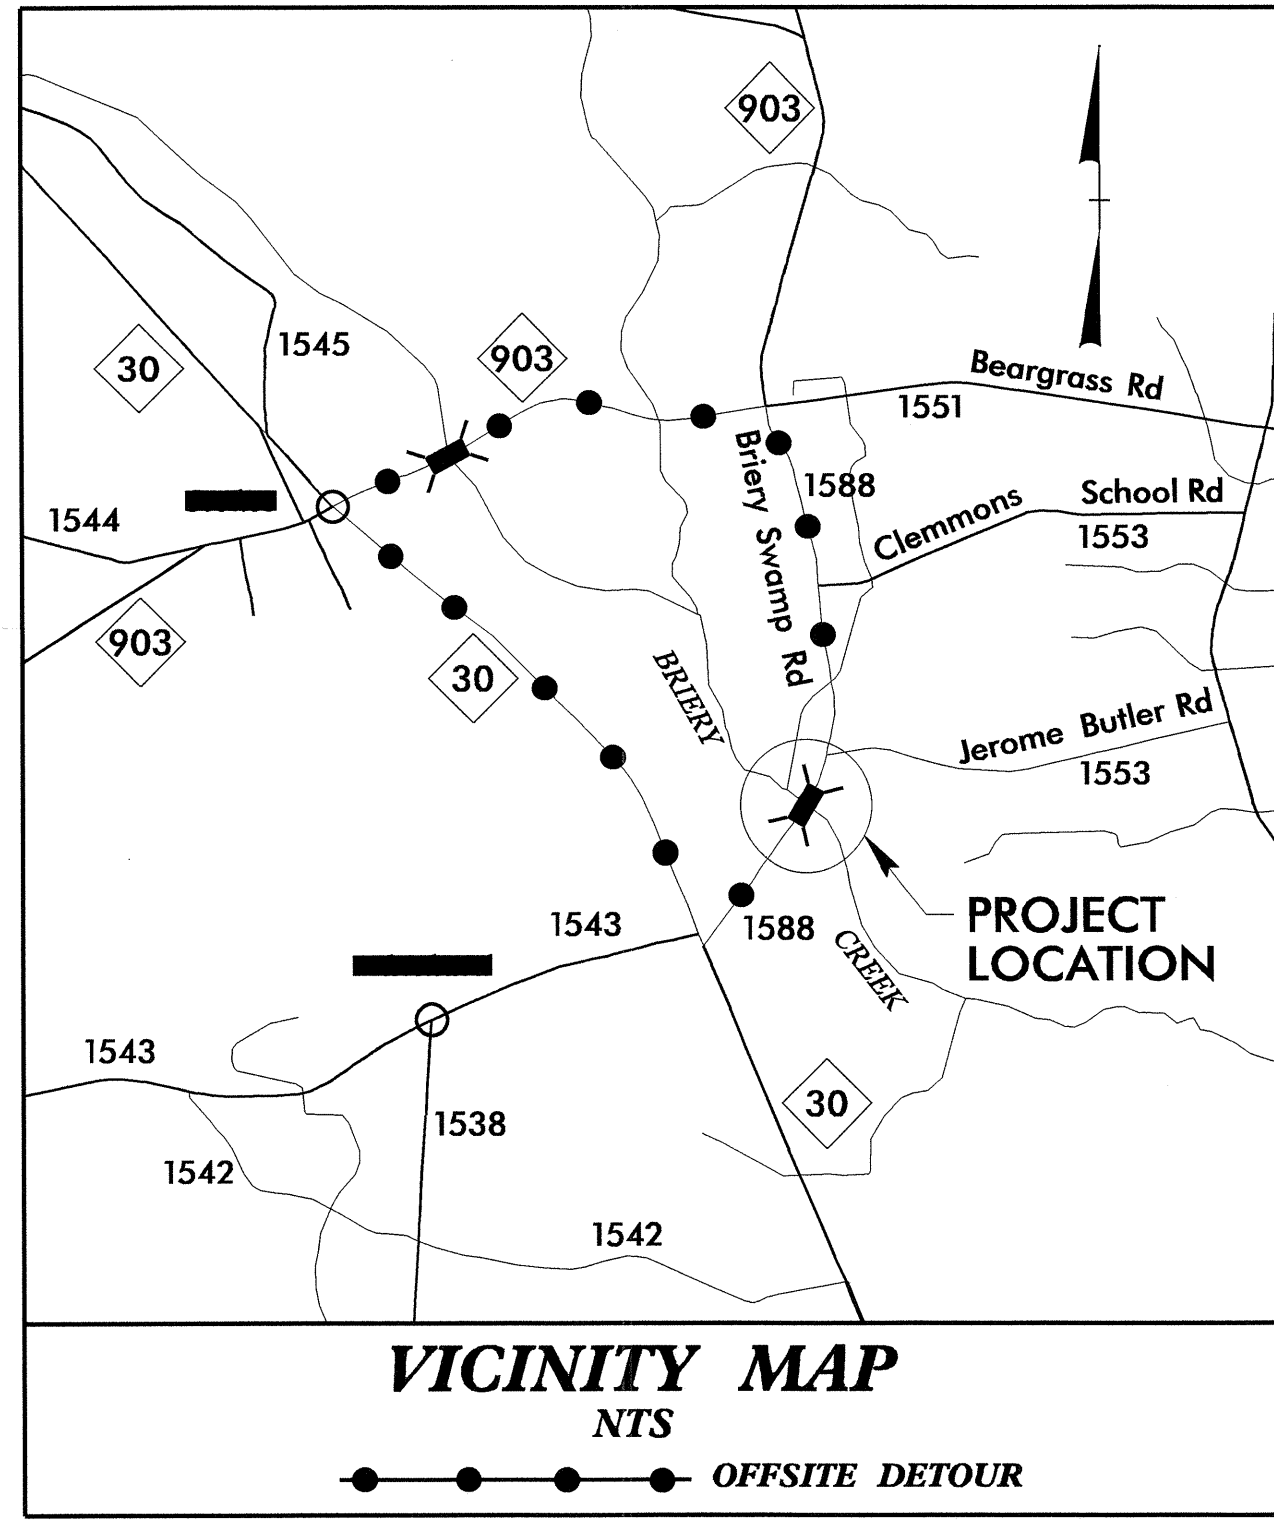 903
30
1545
903
Beargrass Rd
1551
Briery Swamp Rd
1588
School Rd
Clemmons
1553
1544
903
30
BRIERY
Jerome Butler Rd
1553
1543
1588
CREEK
PROJECT
LOCATION
1543
30
1538
1542
1542
VICINITY MAP
NTS
OFFSITE DETOUR